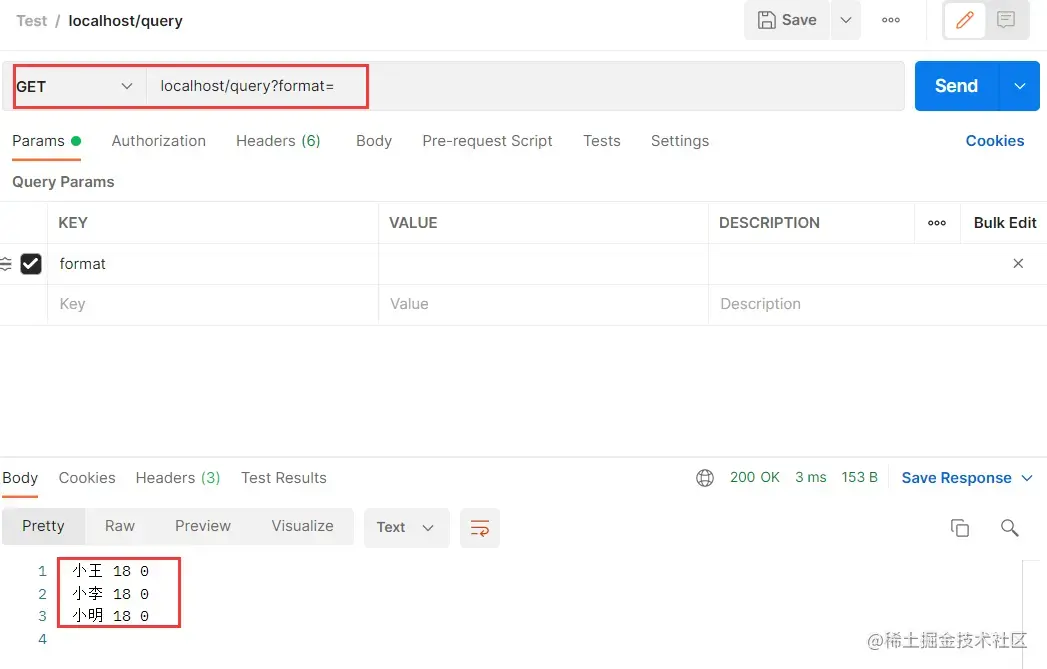 Test / localhost/query Save
GET localhost/query?format= Send
Params Authorization Headers (6) Body Pre-request Script Tests Settings Cookies
Query Params
KEY VALUE DESCRIPTION Bulk Edit
format
Key Value Description
Body Cookies Headers (3) Test Results 200 OK 3 ms 153 B Save Response
Pretty Raw Preview Visualize Text
1 小王 18 0
2 小李 18 0
3 小明 18 0
4
@稀土掘金技术社区